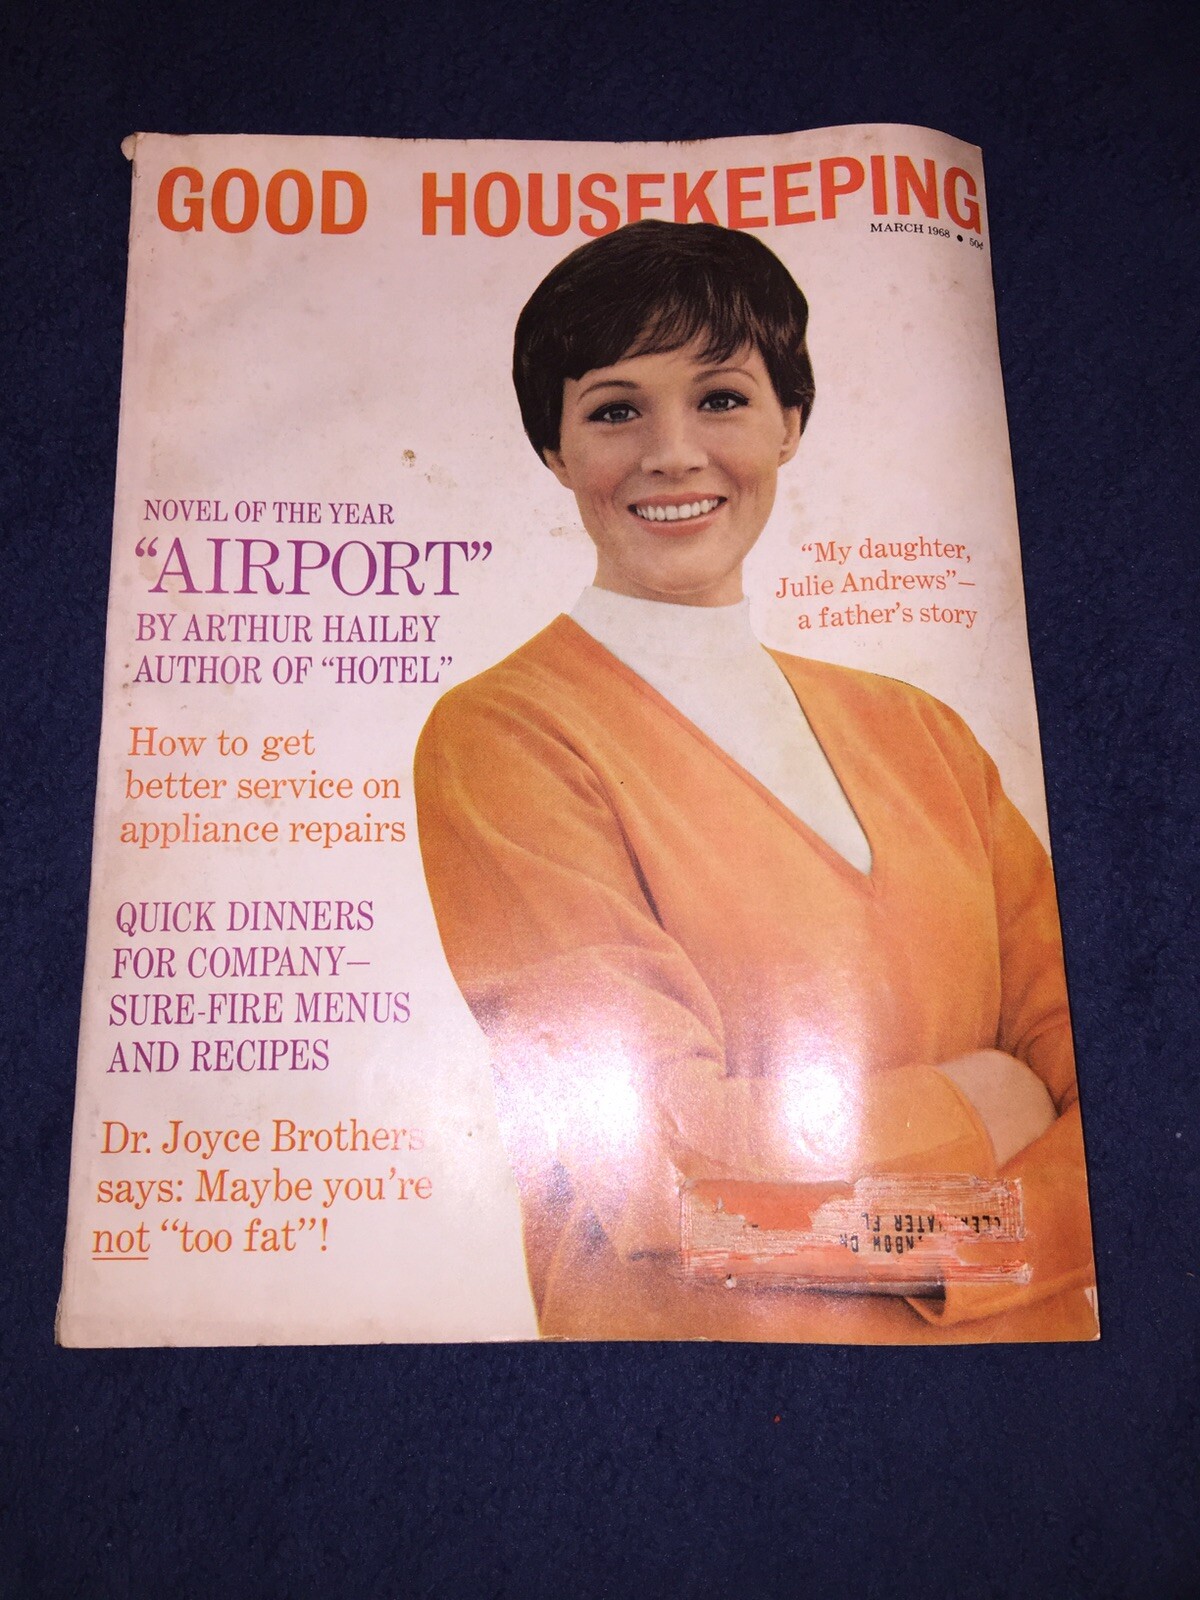 GOOD HOUSEKEEPING
MARCH 1968 • 50¢
NOVEL OF THE YEAR
“AIRPORT”
BY ARTHUR HAILEY
AUTHOR OF “HOTEL”
“My daughter,
Julie Andrews”—
a father’s story
How to get
better service on
appliance repairs
QUICK DINNERS
FOR COMPANY—
SURE-FIRE MENUS
AND RECIPES
Dr. Joyce Brothers
says: Maybe you’re
not “too fat”!